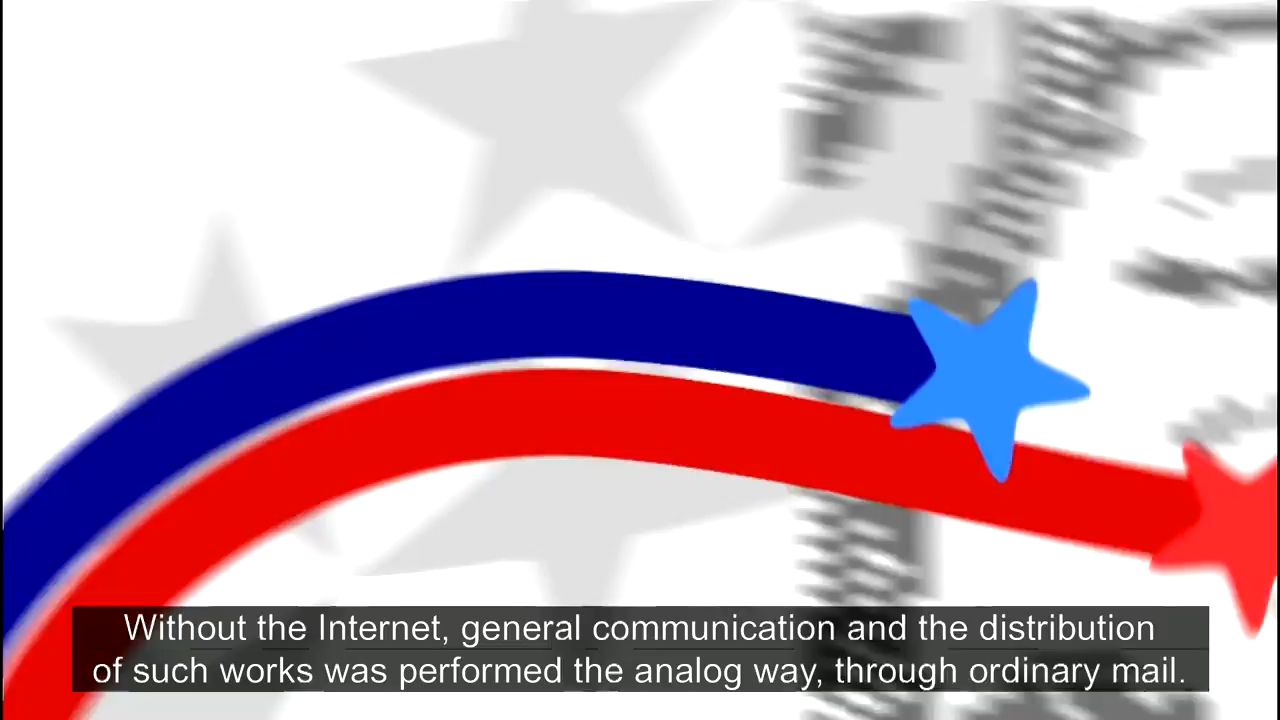 Without the Internet, general communication and the distribution
of such works was performed the analog way, through ordinary mail.